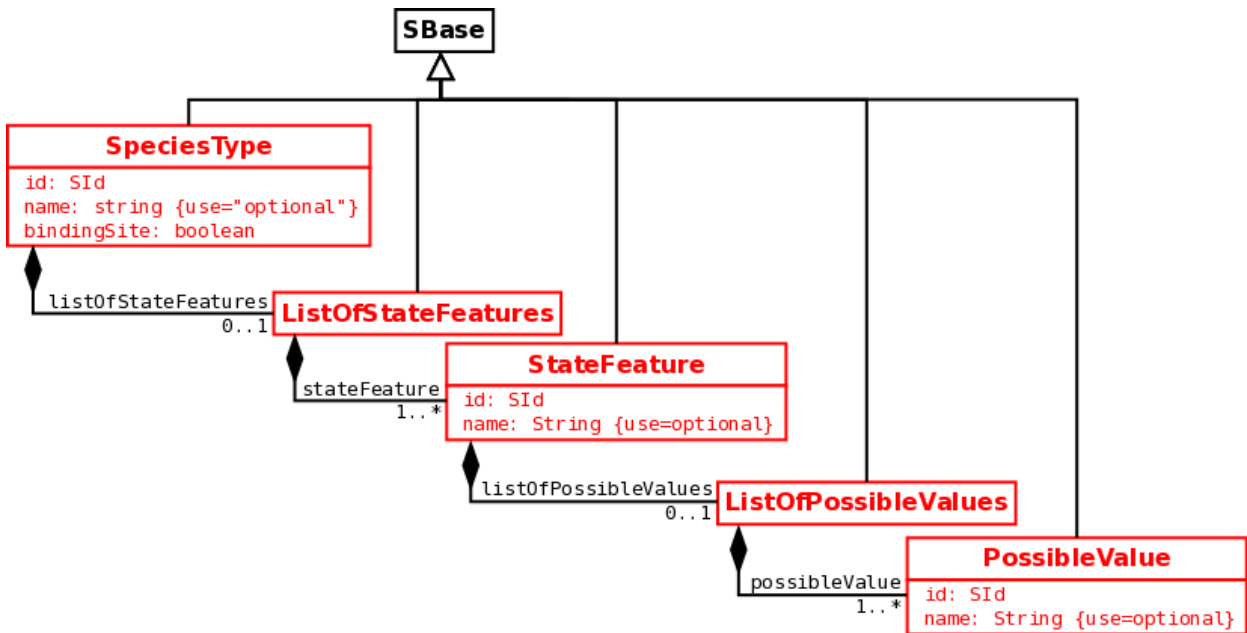 SBase
SpeciesType
id: SId
name: string {use="optional"}
bindingSite: boolean
listOfStateFeatures
0..1
ListOfStateFeatures
stateFeature
1..*
StateFeature
id: SId
name: String {use=optional}
listOfPossibleValues
0..1
ListOfPossibleValues
possibleValue
1..*
PossibleValue
id: SId
name: String {use=optional}